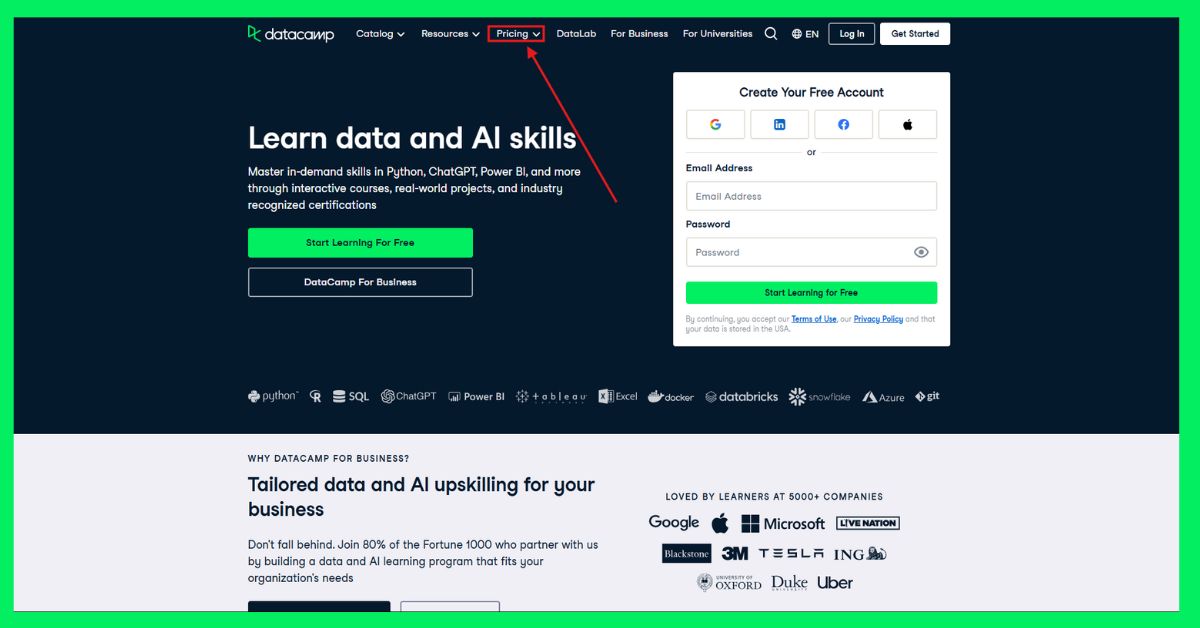 datacamp
Catalog
Resources
Pricing
DataLab
For Business
For Universities
EN
Log In
Get Started
Learn data and AI skills
Master in-demand skills in Python, ChatGPT, Power BI, and more
through interactive courses, real-world projects, and industry
recognized certifications
Start Learning For Free
DataCamp For Business
Create Your Free Account
or
Email Address
Email Address
Password
Password
Start Learning for Free
By continuing, you accept our Terms of Use, our Privacy Policy and that
your data is stored in the USA.
python
R
SQL
ChatGPT
Power BI
+ableau
Excel
docker
databricks
snowflake
Azure
git
WHY DATACAMP FOR BUSINESS?
Tailored data and AI upskilling for your
business
Don't fall behind. Join 80% of the Fortune 1000 who partner with us
by building a data and AI learning program that fits your
organization's needs
LOVED BY LEARNERS AT 5000+ COMPANIES
Google
Microsoft
LIVE NATION
Blackstone
3M
TESLA
ING
UNIVERSITY OF
OXFORD
Duke
UNIVERSITY
Uber